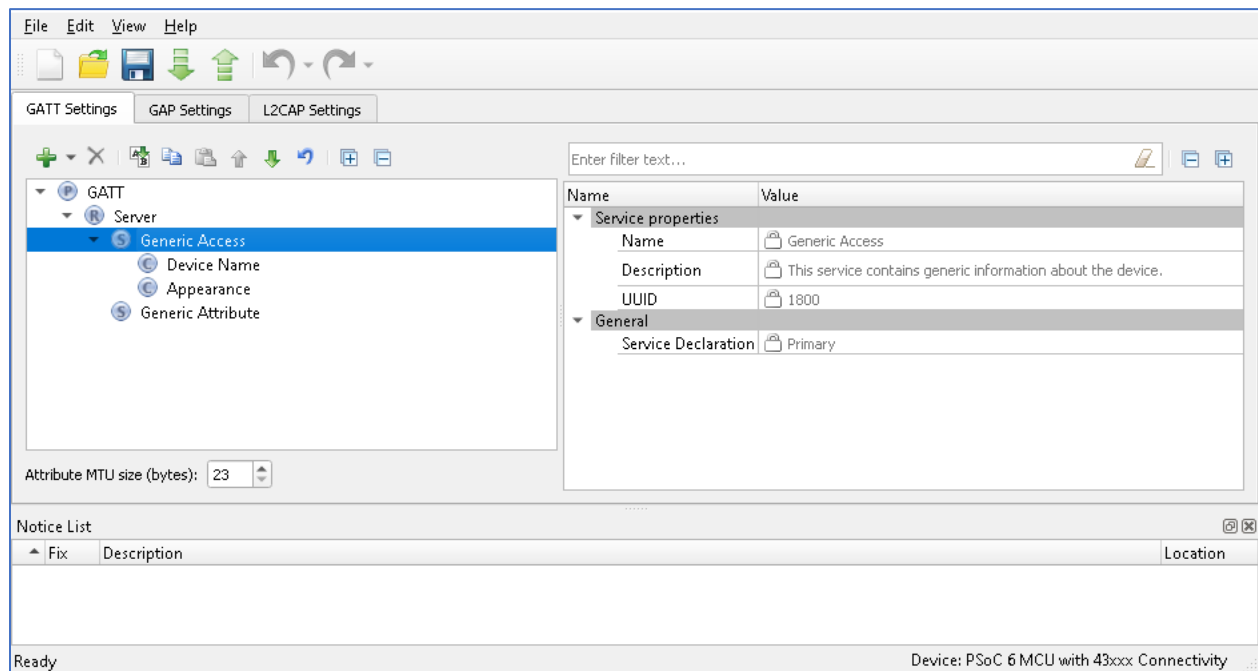 File Edit View Help
GATT Settings GAP Settings L2CAP Settings
Enter filter text...
P GATT
R Server
S Generic Access
C Device Name
C Appearance
S Generic Attribute
Name Value
Service properties
Name Generic Access
Description This service contains generic information about the device.
UUID 1800
General
Service Declaration Primary
Attribute MTU size (bytes): 23
Notice List
Fix Description Location
Ready Device: PSoC 6 MCU with 43xxx Connectivity